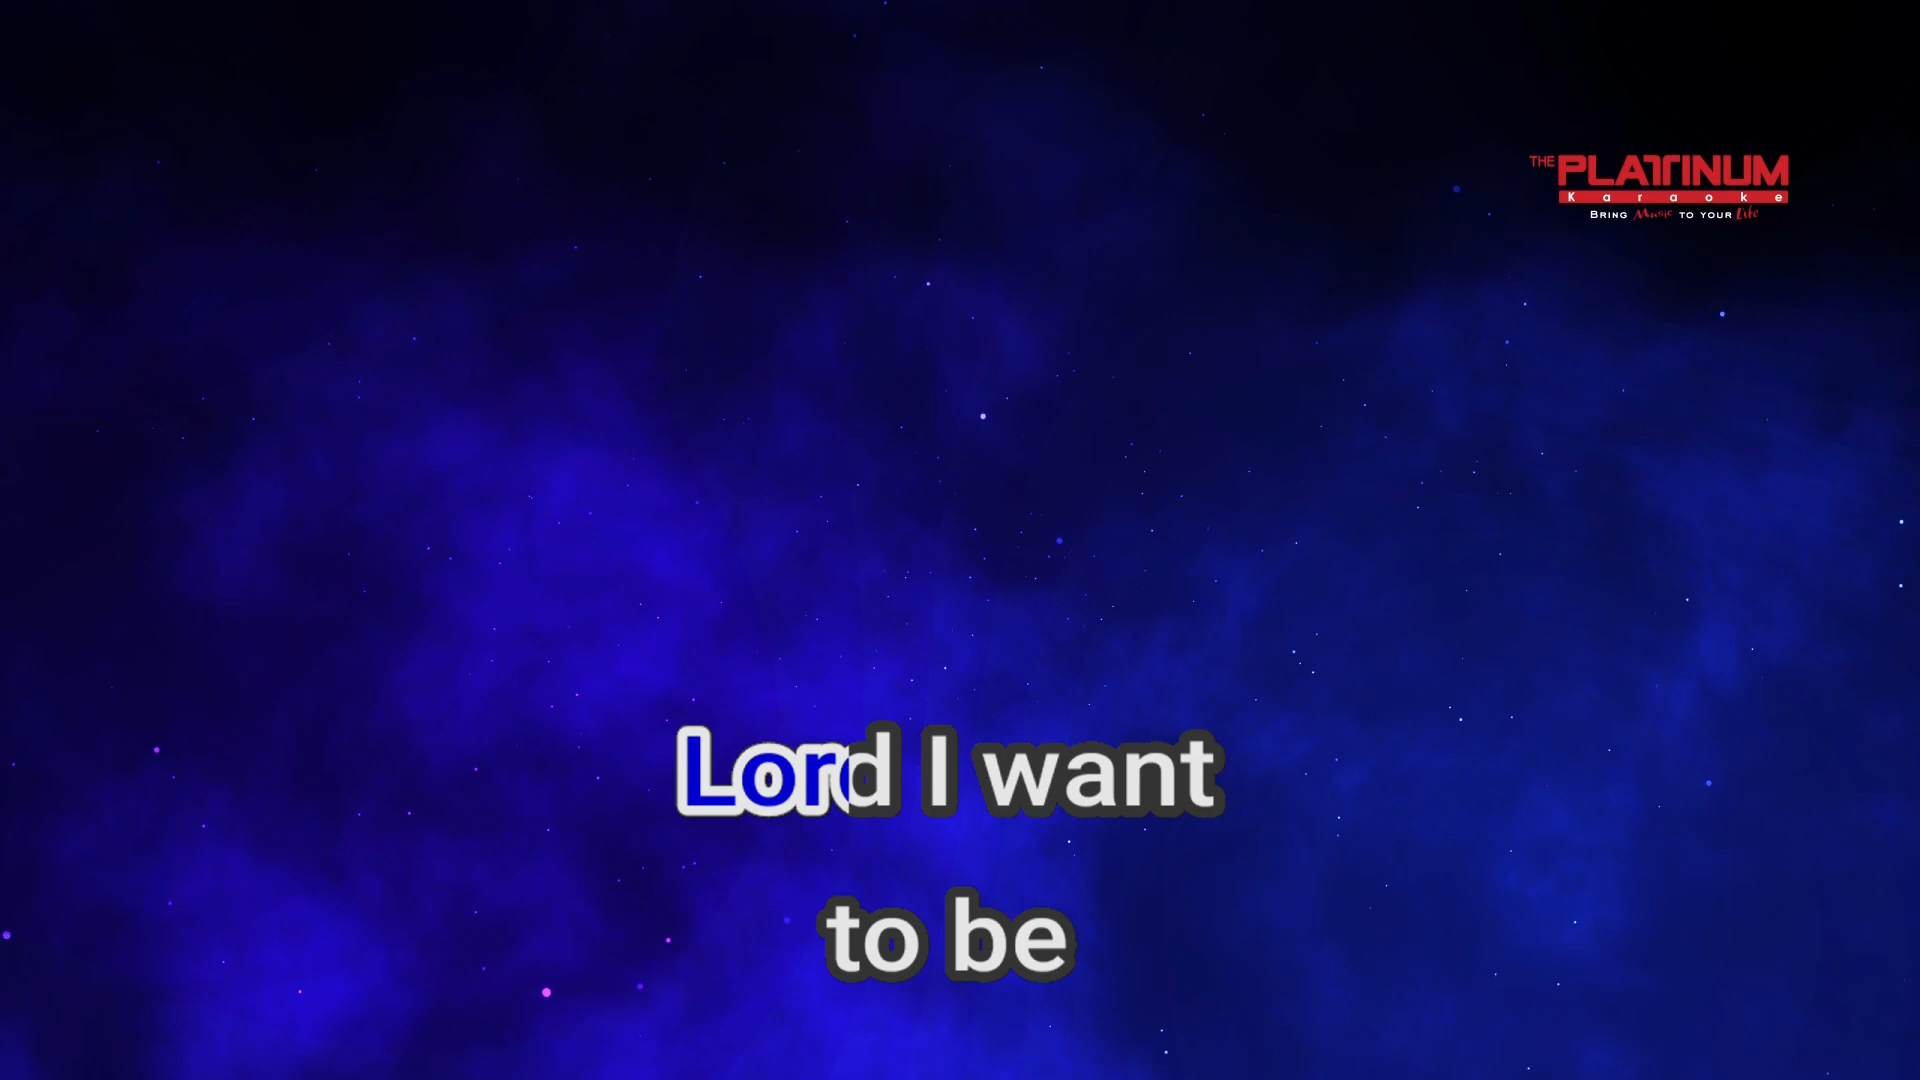 THE PLATINUM
Karaoke
BRING Music TO YOUR Life
Lord I want
to be